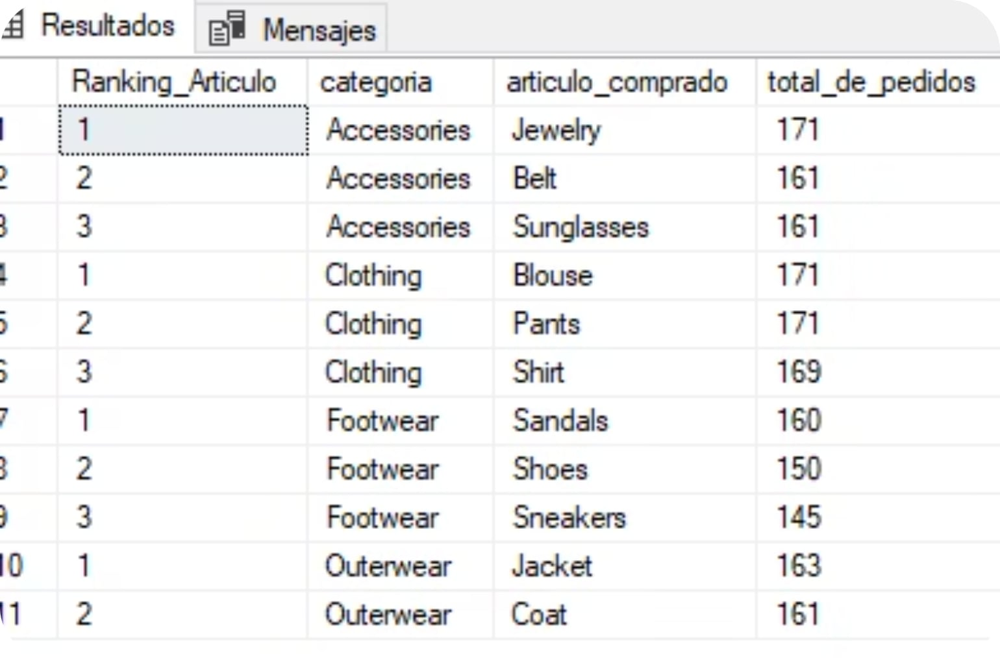 Resultados Mensajes
Ranking_Articulo categoria articulo_comprado total_de_pedidos
1 1 Accessories Jewelry 171
2 2 Accessories Belt 161
3 3 Accessories Sunglasses 161
4 1 Clothing Blouse 171
5 2 Clothing Pants 171
6 3 Clothing Shirt 169
7 1 Footwear Sandals 160
8 2 Footwear Shoes 150
9 3 Footwear Sneakers 145
10 1 Outerwear Jacket 163
11 2 Outerwear Coat 161